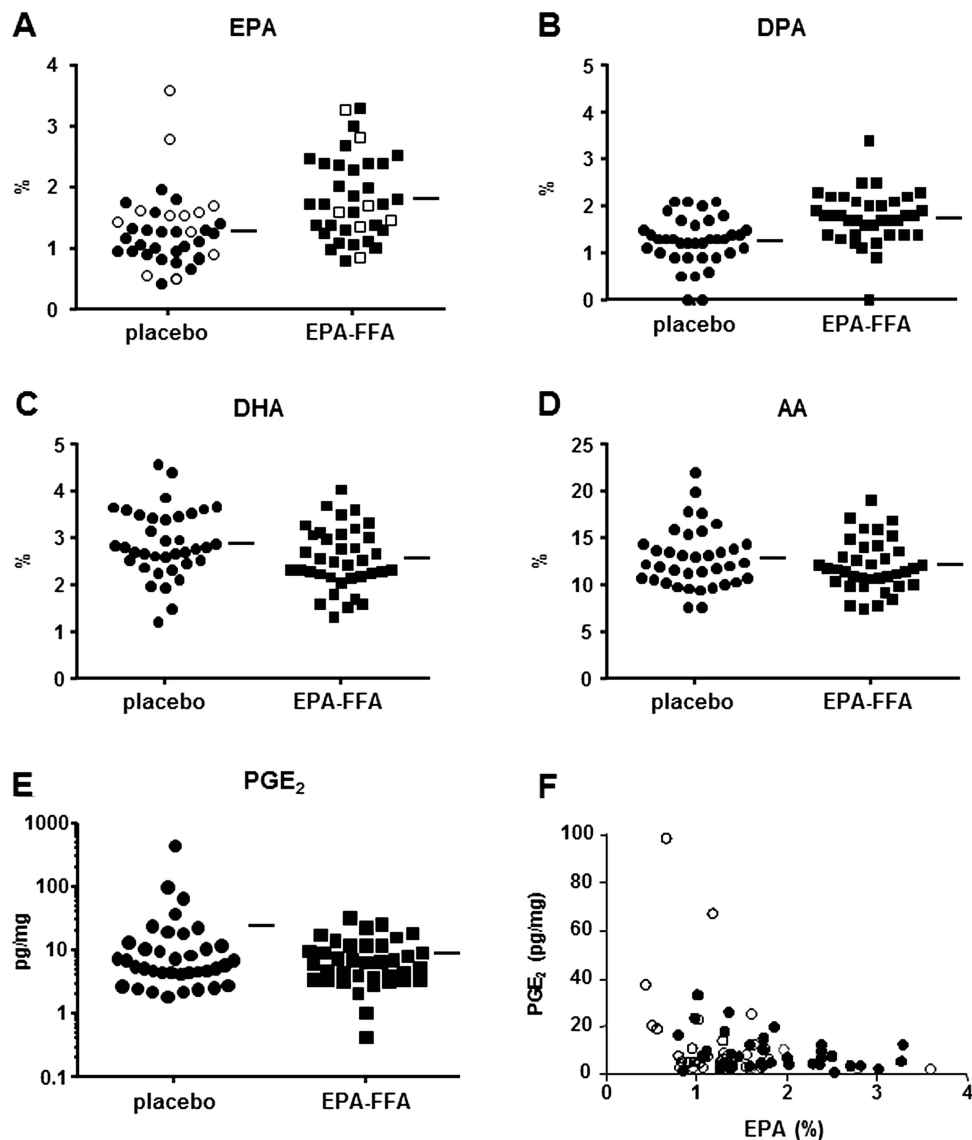 A EPA
B DPA
4
3
2
1
0
%
placebo EPA-FFA
5
4
3
2
1
0
%
placebo EPA-FFA
C DHA
D AA
5
4
3
2
1
0
%
placebo EPA-FFA
25
20
15
10
5
0
%
placebo EPA-FFA
E PGE₂
F
1000
100
10
1
0.1
pg/mg
placebo EPA-FFA
100
80
60
40
20
0
PGE₂ (pg/mg)
0 1 2 3 4
EPA (%)